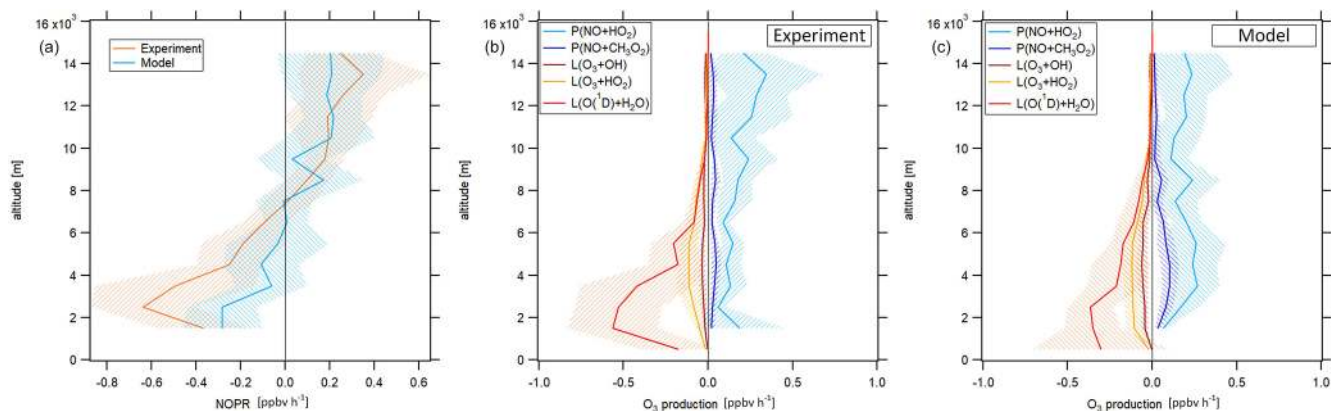 (a)
16 x10³
14
12
10
8
6
4
2
0
altitude [m]
Experiment
Model
-0.8 -0.6 -0.4 -0.2 0.0 0.2 0.4 0.6
NOPR [ppbv h⁻¹]
(b)
16 x10³
14
12
10
8
6
4
2
0
altitude [m]
P(NO+HO₂)
P(NO+CH₃O₂)
L(O₃+OH)
L(O₃+HO₂)
L(O(¹D)+H₂O)
Experiment
-1.0 -0.5 0.0 0.5 1.0
O₃ production [ppbv h⁻¹]
(c)
16 x10³
14
12
10
8
6
4
2
0
altitude [m]
P(NO+HO₂)
P(NO+CH₃O₂)
L(O₃+OH)
L(O₃+HO₂)
L(O(¹D)+H₂O)
Model
-1.0 -0.5 0.0 0.5 1.0
O₃ production [ppbv h⁻¹]